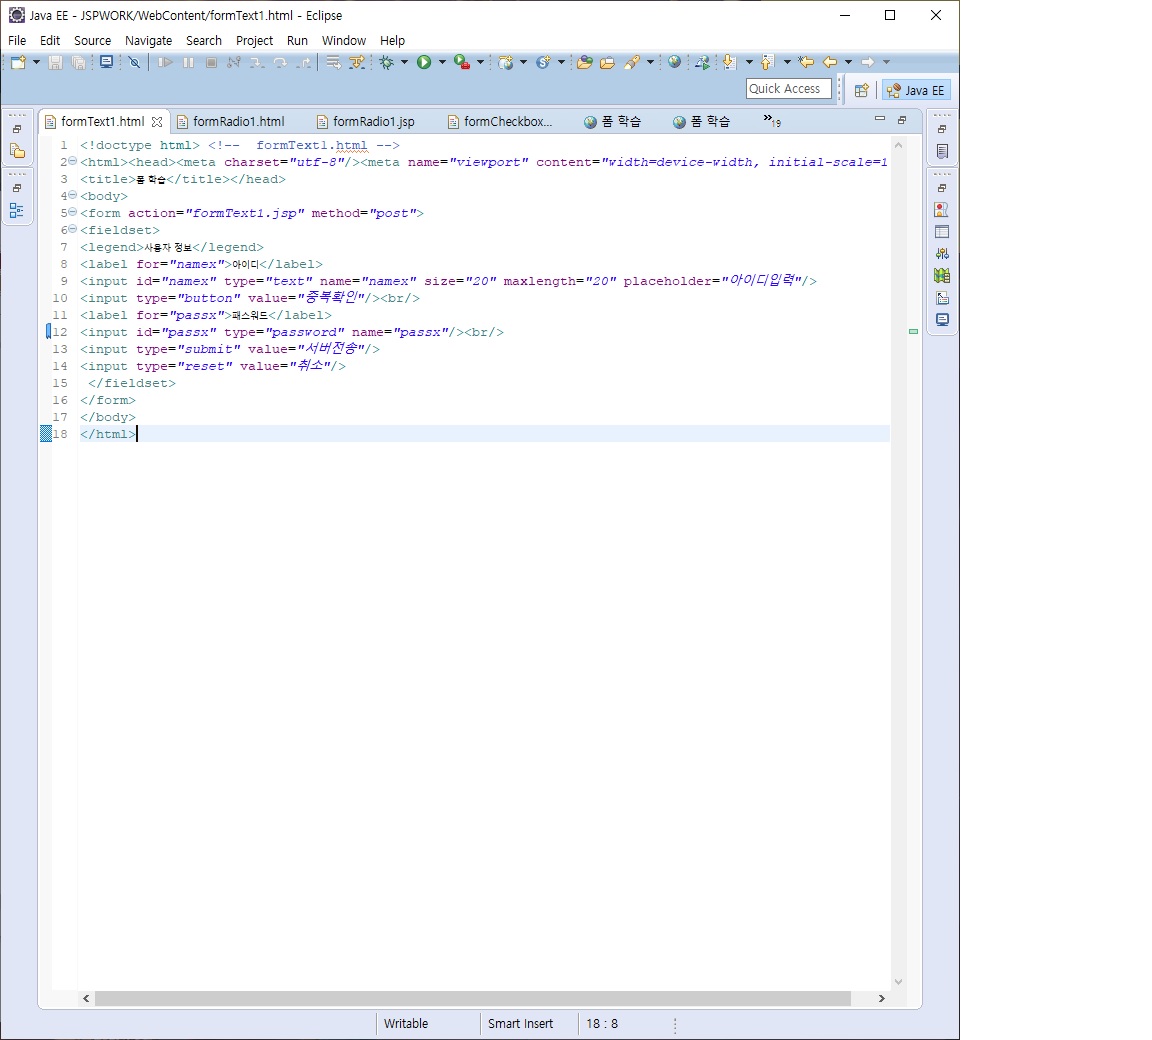 Java EE - JSPWORK/WebContent/formText1.html - Eclipse
File Edit Source Navigate Search Project Run Window Help
Quick Access
Java EE
formText1.html formRadio1.html formRadio1.jsp formCheckbox... 폼 학습 폼 학습 »19
1 <!doctype html> <!--  formText1.html -->
2 <html><head><meta charset="utf-8"/><meta name="viewport" content="width=device-width, initial-scale=1
3 <title>폼 학습</title></head>
4 <body>
5 <form action="formText1.jsp" method="post">
6 <fieldset>
7 <legend>사용자 정보</legend>
8 <label for="namex">아이디</label>
9 <input id="namex" type="text" name="namex" size="20" maxlength="20" placeholder="아이디입력"/>
10 <input type="button" value="중복확인"/><br/>
11 <label for="passx">패스워드</label>
12 <input id="passx" type="password" name="passx"/><br/>
13 <input type="submit" value="서버전송"/>
14 <input type="reset" value="취소"/>
15  </fieldset>
16 </form>
17 </body>
18 </html>
Writable Smart Insert 18 : 8